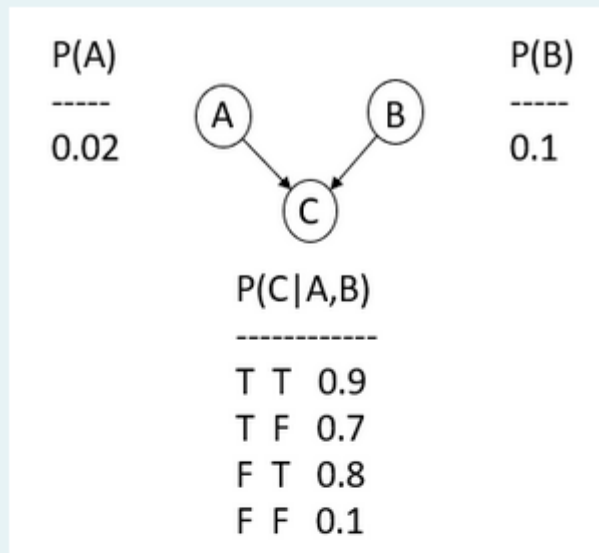 P(A)
-----
0.02
A
B
P(B)
-----
0.1
C
P(C|A,B)
------------
T T 0.9
T F 0.7
F T 0.8
F F 0.1